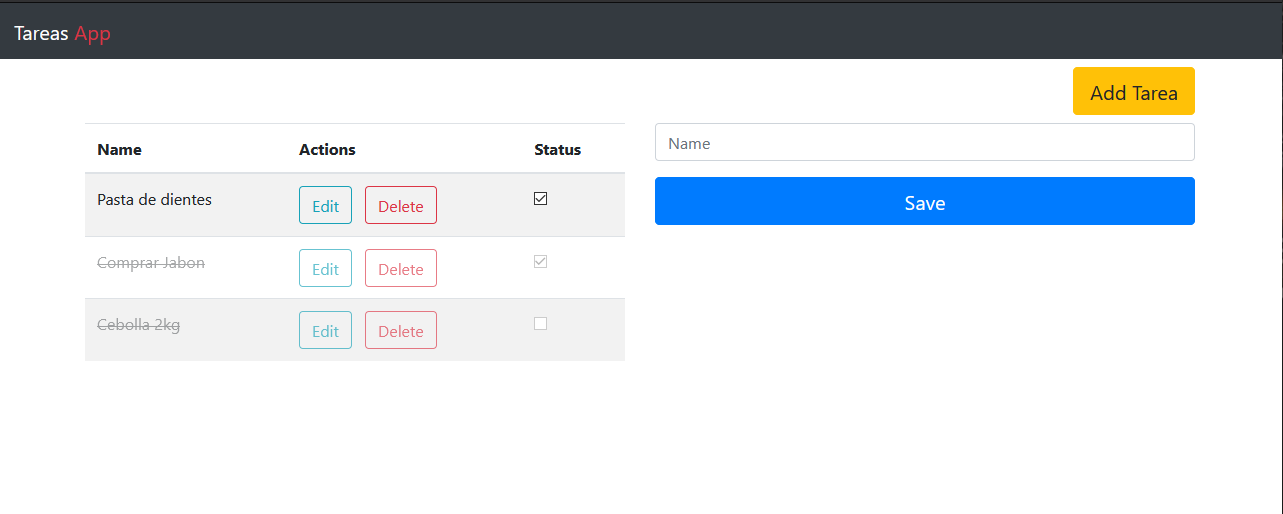 Tareas App
Add Tarea
Name Actions Status
Name
Pasta de dientes Edit Delete
Save
Comprar Jabon Edit Delete
Cebolla 2kg Edit Delete